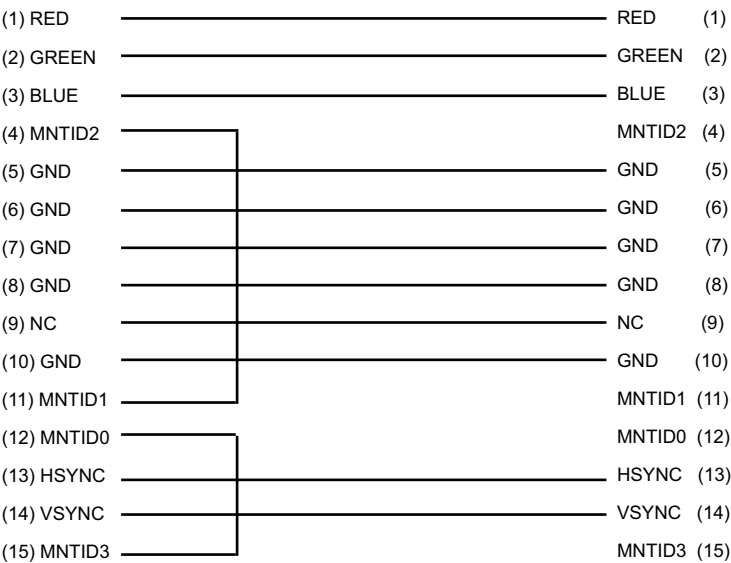 (1) RED RED (1)
(2) GREEN GREEN (2)
(3) BLUE BLUE (3)
(4) MNTID2 MNTID2 (4)
(5) GND GND (5)
(6) GND GND (6)
(7) GND GND (7)
(8) GND GND (8)
(9) NC NC (9)
(10) GND GND (10)
(11) MNTID1 MNTID1 (11)
(12) MNTID0 MNTID0 (12)
(13) HSYNC HSYNC (13)
(14) VSYNC VSYNC (14)
(15) MNTID3 MNTID3 (15)